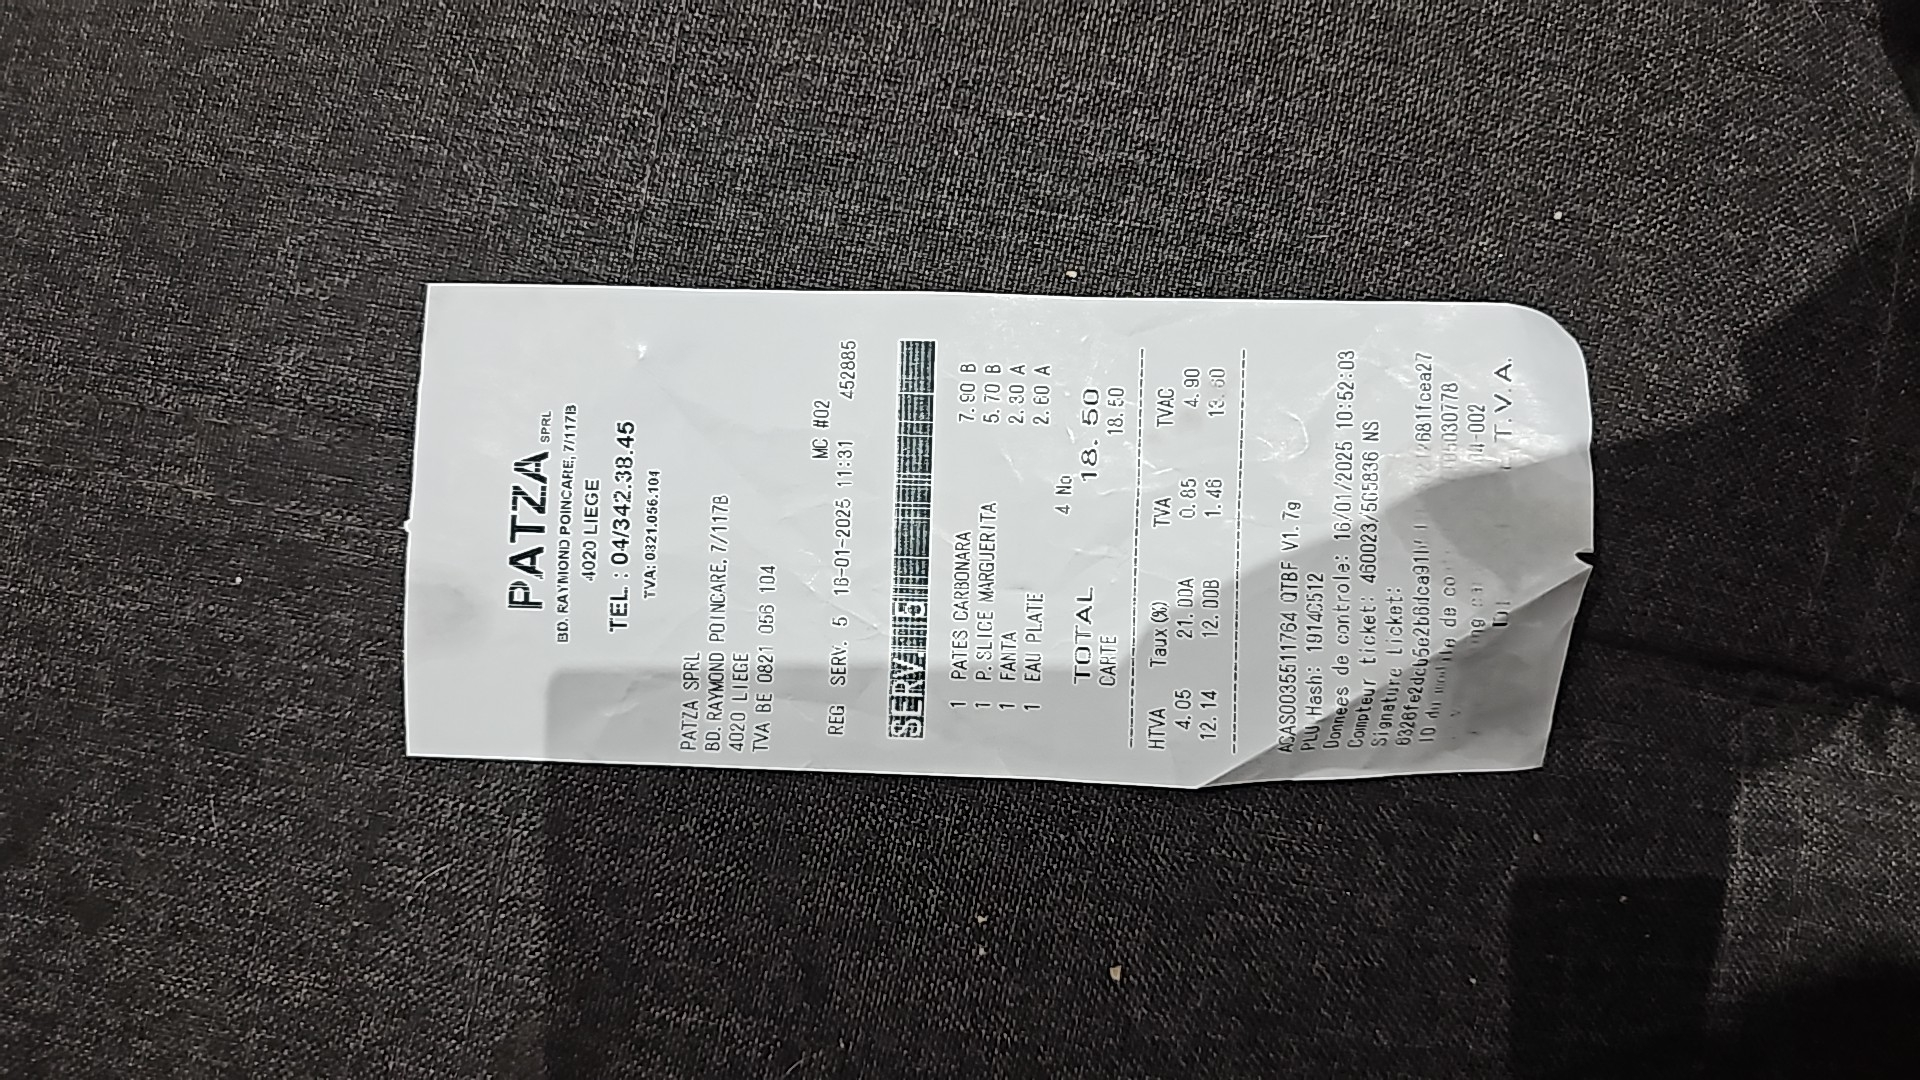 PATZA SPRL
BD. RAYMOND POINCARE, 7/117B
4020 LIEGE
TEL. : 04/342.38.45
TVA: 0821.056.104
PATZA SPRL
BD. RAYMOND POINCARE, 7/117B
4020 LIEGE
TVA BE 0821 056 104
MC #02
REG SERV. 5 16-01-2025 11:31 452885
SERV
1 PATES CARBONARA 7.90 B
1 P. SLICE MARGUERITA 5.70 B
1 FANTA 2.30 A
1 EAU PLATE 2.60 A
4 No
TOTAL 18.50
CARTE 18.50
HTVA Taux(%) TVA TVAC
4.05 21.00A 0.85 4.90
12.14 12.00B 1.46 13.60
PLU Hash:
Donnees de controle: 16/01/2025 10:52:03
Compteur ticket: NS
Signature ticket:
ID du de
T.V.A.